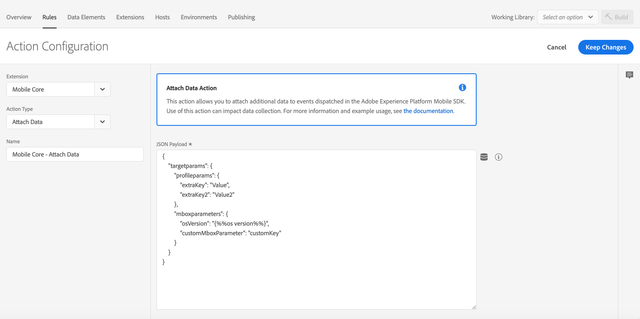 Overview Rules Data Elements Extensions Hosts Environments Publishing Working Library: Select an option Build
Action Configuration Cancel Keep Changes
Extension
Mobile Core
Action Type
Attach Data
Name
Mobile Core - Attach Data
Attach Data Action
This action allows you to attach additional data to events dispatched in the Adobe Experience Platform Mobile SDK.
Use of this action can impact data collection. For more information and example usage, see the documentation.
JSON Payload *
{
"targetparams": {
"profileparams": {
"extraKey": "Value",
"extraKey2": "Value2"
},
"mboxparameters": {
"osVersion": "{%%os version%%}",
"customMboxParameter": "customKey"
}
}
}